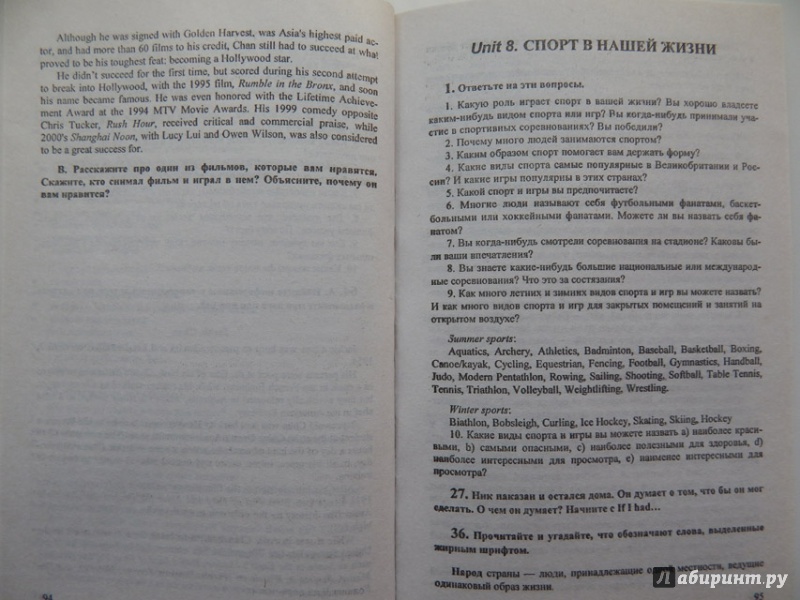 Although he was signed with Golden Harvest, was Asia's highest paid ac-
tor, and had more than 60 films to his credit, Chan still had to succeed at what
proved to be his toughest feat: becoming a Hollywood star.
He didn't succeed for the first time, but scored during his second attempt
to break into Hollywood, with the 1995 film, Rumble in the Bronx, and soon
his name became famous. He was even honored with the Lifetime Achieve-
ment Award at the 1994 MTV Movie Awards. His 1999 comedy opposite
Chris Tucker, Rush Hour, received critical and commercial praise, while
2000's Shanghai Noon, with Lucy Lui and Owen Wilson, was also considered
to be a great success for.
B. Расскажите про один из фильмов, которые вам нравятся.
Скажите, кто снимал фильм и играл в нем? Объясните, почему он
вам нравится?
94
Unit 8. СПОРТ В НАШЕЙ ЖИЗНИ
1. Ответьте на эти вопросы.
1. Какую роль играет спорт в вашей жизни? Вы хорошо владеете
каким-нибудь видом спорта или игр? Вы когда-нибудь принимали уча-
стие в спортивных соревнованиях? Вы победили?
2. Почему много людей занимаются спортом?
3. Каким образом спорт помогает вам держать форму?
4. Какие виды спорта самые популярные в Великобритании и Рос-
сии? И какие игры популярны в этих странах?
5. Какой спорт и игры вы предпочитаете?
6. Многие люди называют себя футбольными фанатами, баскет-
больными или хоккейными фанатами. Можете ли вы назвать себя фа-
натом?
7. Вы когда-нибудь смотрели соревнования на стадионе? Каковы бы-
ли ваши впечатления?
8. Вы знаете какие-нибудь большие национальные или международ-
ные соревнования? Что это за состязания?
9. Как много летних и зимних видов спорта и игр вы можете назвать?
И как много игр и спорта и игр для закрытых помещений и занятий на
открытом воздухе?
Summer sports:
Aquatics, Archery, Athletics, Badminton, Baseball, Basketball, Boxing,
Canoe/kayak, Cycling, Equestrian, Fencing, Football, Gymnastics, Handball,
Judo, Modern Pentathlon, Rowing, Sailing, Shooting, Softball, Table Tennis,
Tennis, Triathlon, Volleyball, Weightlifting, Wrestling.
Winter sports:
Biathlon, Bobsleigh, Curling, Ice Hockey, Skating, Skiing, Hockey
10. Какие виды спорта и игры вы можете назвать a) наиболее краси-
выми, b) самыми опасными, c) наиболее полезными для здоровья, d)
наиболее интересными для просмотра, e) наименее интересными для
просмотра?
27. Ник наказан и остался дома. Он думает о том, что бы он мог
сделать. О чем он думает? Начните с If I had...
36. Прочитайте и угадайте, что обозначают слова, выделенные
жирным шрифтом.
Народ страны — люди, принадлежащие одной местности, ведущие
одинаковый образ жизни.
95
Лабиринт.ру